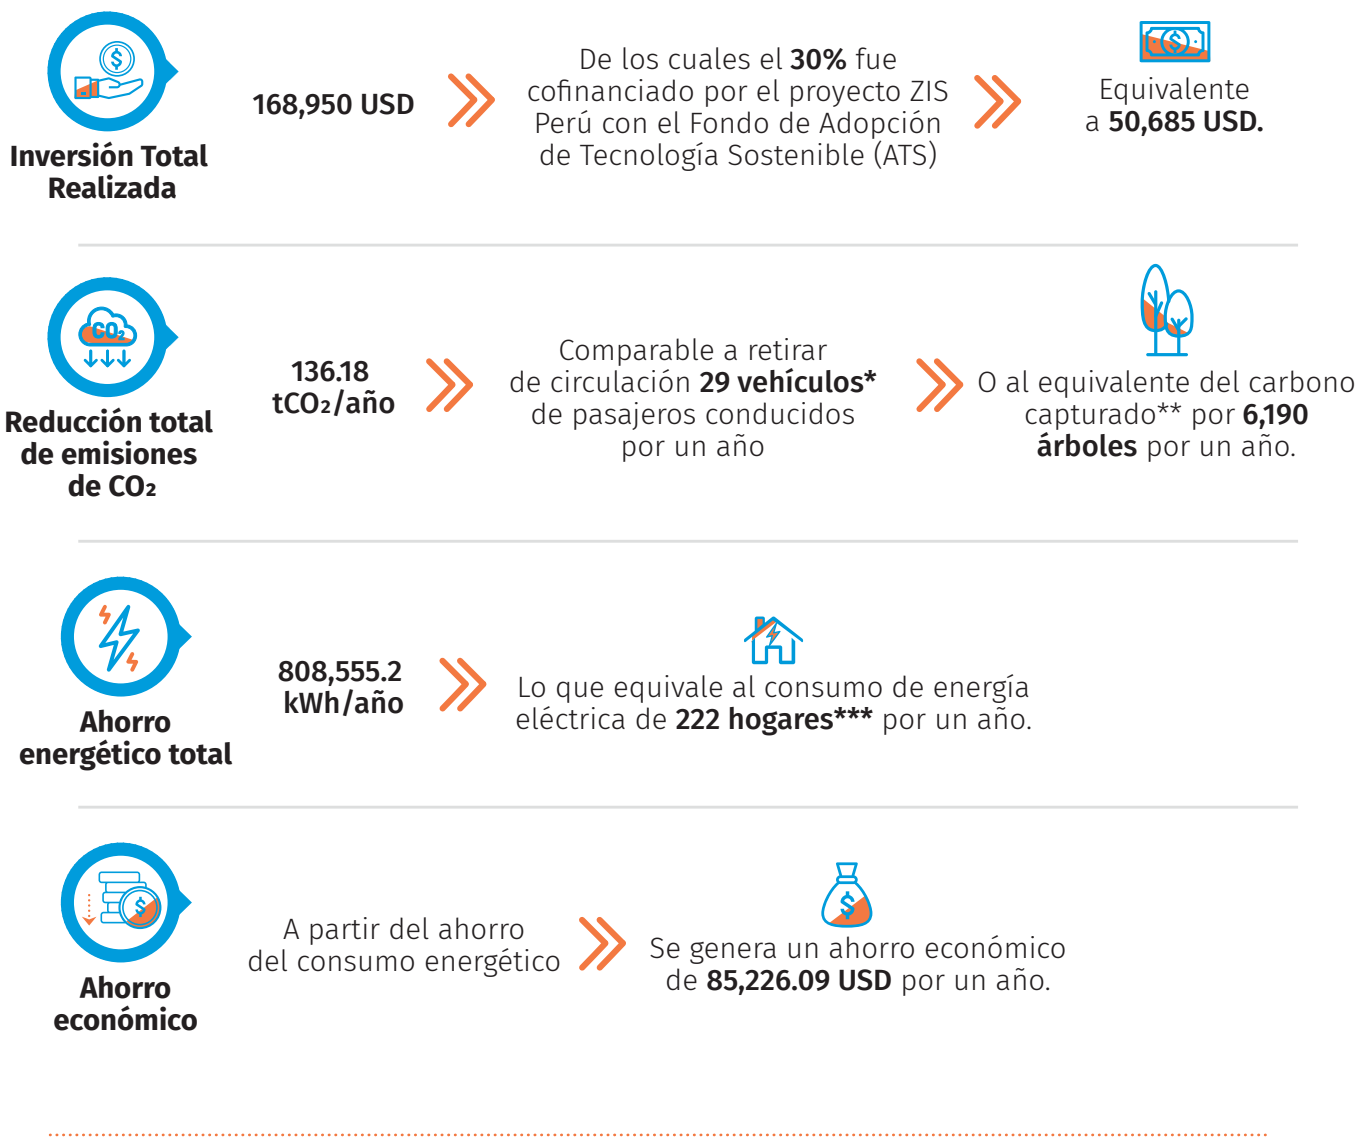 Inversión Total
Realizada
168,950 USD
De los cuales el 30% fue
cofinanciado por el proyecto ZIS
Perú con el Fondo de Adopción
de Tecnología Sostenible (ATS)
Equivalente
a 50,685 USD.
CO₂
Reducción total
de emisiones
de CO₂
136.18
tCO₂/año
Comparable a retirar
de circulación 29 vehículos*
de pasajeros conducidos
por un año
O al equivalente del carbono
capturado** por 6,190
árboles por un año.
Ahorro
energético total
808,555.2
kWh/año
Lo que equivale al consumo de energía
eléctrica de 222 hogares*** por un año.
Ahorro
económico
A partir del ahorro
del consumo energético
Se genera un ahorro económico
de 85,226.09 USD por un año.